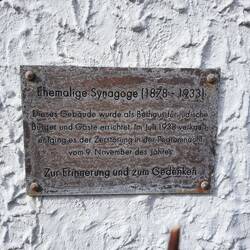 Ehemalige Synagoge (1878 - 1933)
Dieses Gebäude wurde als Bethaus für jüdische
Bürger und Gäste errichtet. Im Juli 1938 verkauft
entging es der Zerstörung in der Pogromnacht
vom 9. November des Jahres.
Zur Erinnerung und zum Gedenken